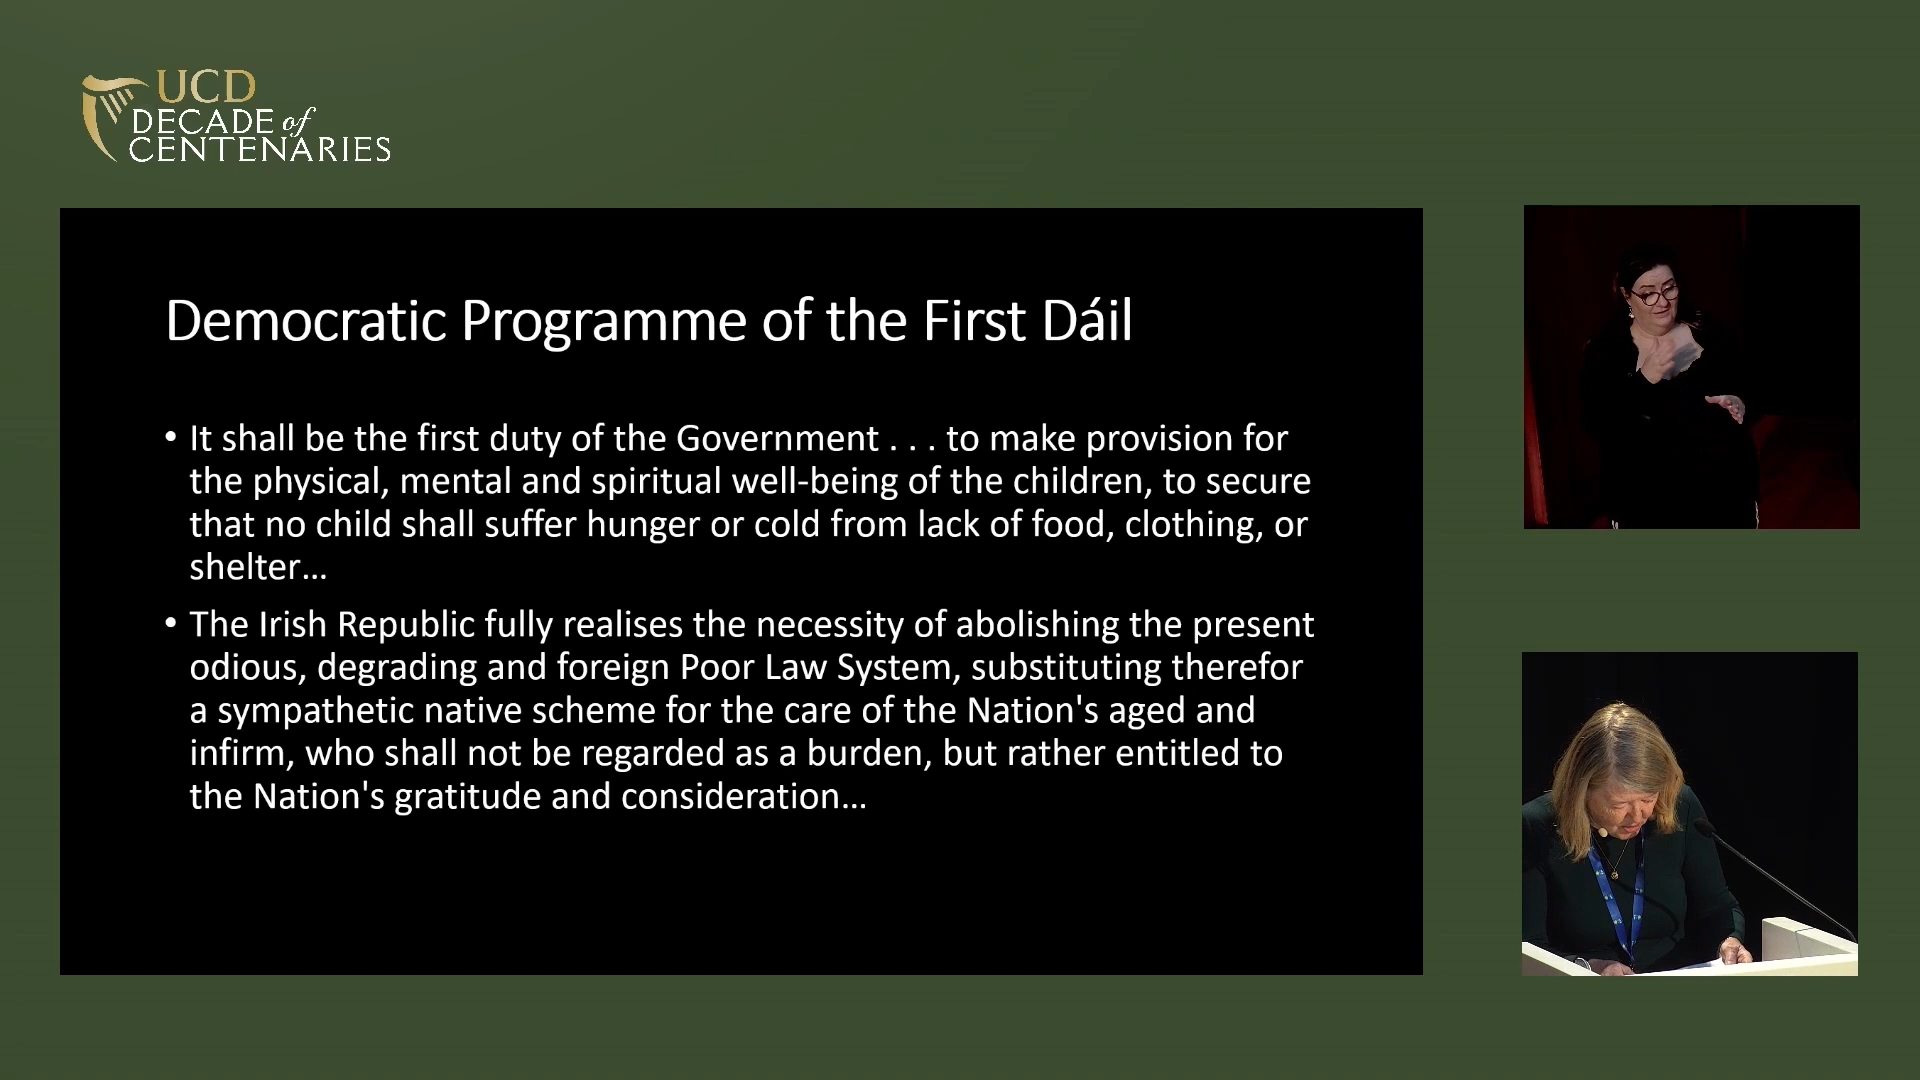 UCD
DECADE of
CENTENARIES
Democratic Programme of the First Dáil
• It shall be the first duty of the Government . . . to make provision for
the physical, mental and spiritual well-being of the children, to secure
that no child shall suffer hunger or cold from lack of food, clothing, or
shelter…
• The Irish Republic fully realises the necessity of abolishing the present
odious, degrading and foreign Poor Law System, substituting therefor
a sympathetic native scheme for the care of the Nation's aged and
infirm, who shall not be regarded as a burden, but rather entitled to
the Nation's gratitude and consideration…